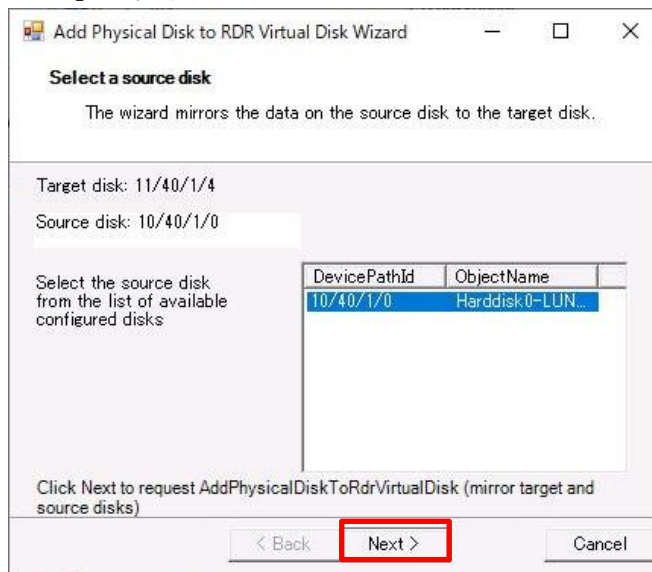 Add Physical Disk to RDR Virtual Disk Wizard
Select a source disk
The wizard mirrors the data on the source disk to the target disk.
Target disk: 11/40/1/4
Source disk: 10/40/1/0
Select the source disk
from the list of available
configured disks
DevicePathId ObjectName
10/40/1/0 Harddisk0-LUN...
Click Next to request AddPhysicalDiskToRdrVirtualDisk (mirror target and
source disks)
< Back Next > Cancel